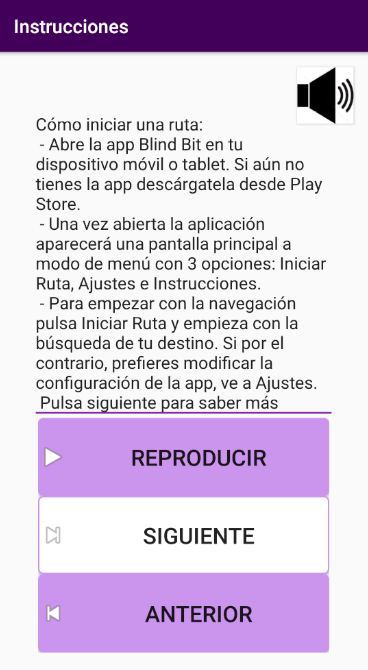 Instrucciones
Cómo iniciar una ruta:
- Abre la app Blind Bit en tu
dispositivo móvil o tablet. Si aún no
tienes la app descárgatela desde Play
Store.
- Una vez abierta la aplicación
aparecerá una pantalla principal a
modo de menú con 3 opciones: Iniciar
Ruta, Ajustes e Instrucciones.
- Para empezar con la navegación
pulsa Iniciar Ruta y empieza con la
búsqueda de tu destino. Si por el
contrario, prefieres modificar la
configuración de la app, ve a Ajustes.
Pulsa siguiente para saber más
REPRODUCIR
SIGUIENTE
ANTERIOR